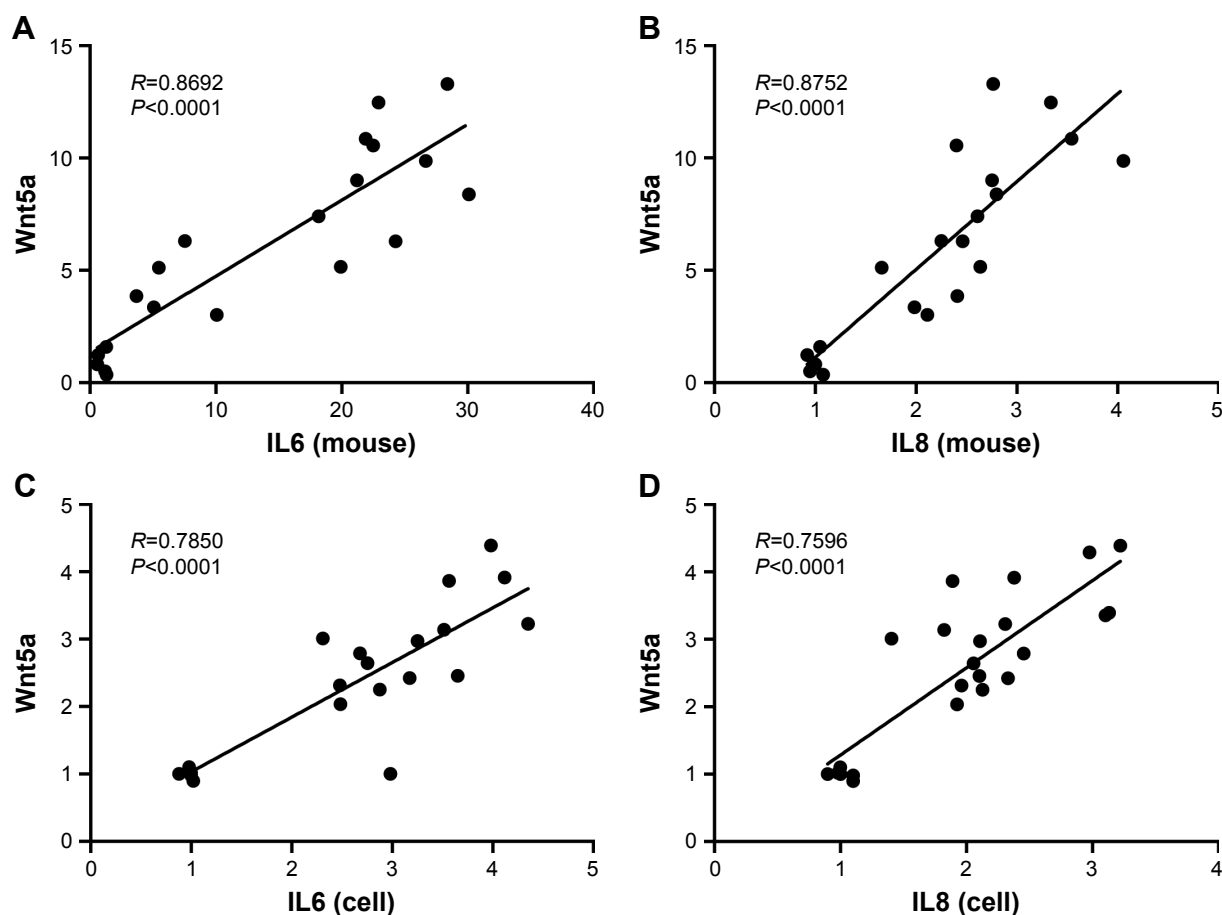 A
15
10
5
0
Wnt5a
R=0.8692
P<0.0001
0 10 20 30 40
IL6 (mouse)
B
15
10
5
0
Wnt5a
R=0.8752
P<0.0001
0 1 2 3 4 5
IL8 (mouse)
C
5
4
3
2
1
0
Wnt5a
R=0.7850
P<0.0001
0 1 2 3 4 5
IL6 (cell)
D
5
4
3
2
1
0
Wnt5a
R=0.7596
P<0.0001
0 1 2 3 4
IL8 (cell)